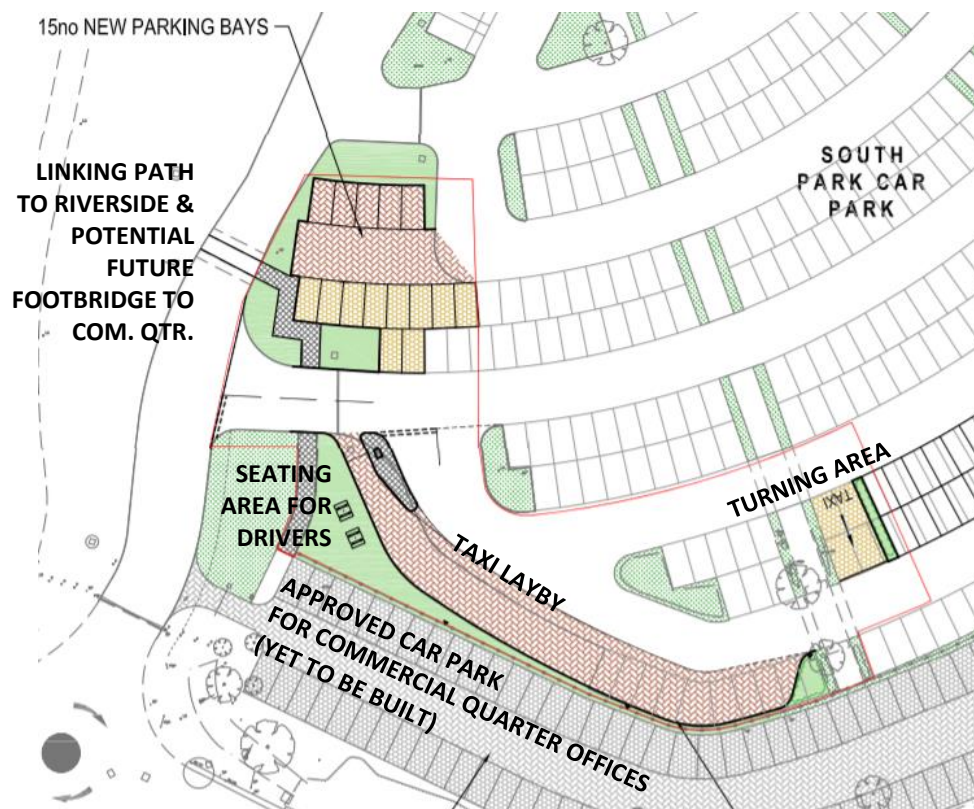 15no NEW PARKING BAYS
LINKING PATH
TO RIVERSIDE &
POTENTIAL
FUTURE
FOOTBRIDGE TO
COM. QTR.
SOUTH
PARK CAR
PARK
SEATING
AREA FOR
DRIVERS
TURNING AREA
TAXI
TAXI LAYBY
APPROVED CAR PARK
FOR COMMERCIAL QUARTER OFFICES
(YET TO BE BUILT)